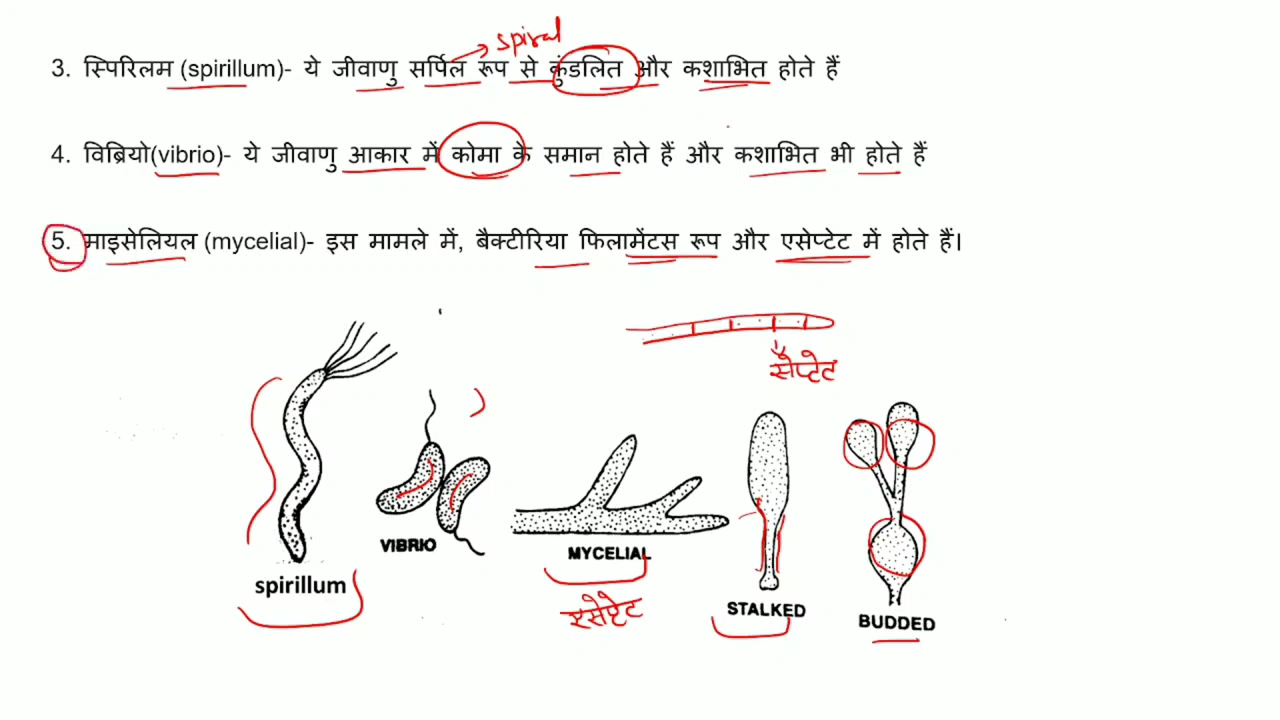 spiral
3. स्पिरिलम (spirillum)- ये जीवाणु सर्पिल रूप से कुंडलित और कशाभित होते हैं
4. विब्रियो(vibrio)- ये जीवाणु आकार में कोमा के समान होते हैं और कशाभित भी होते हैं
5. माइसेलियल (mycelial)- इस मामले में, बैक्टीरिया फिलामेंटस रूप और एसेप्टेट में होते हैं।
सेप्टेट
VIBRIO
MYCELIAL
spirillum
एसेप्टेट
STALKED
BUDDED